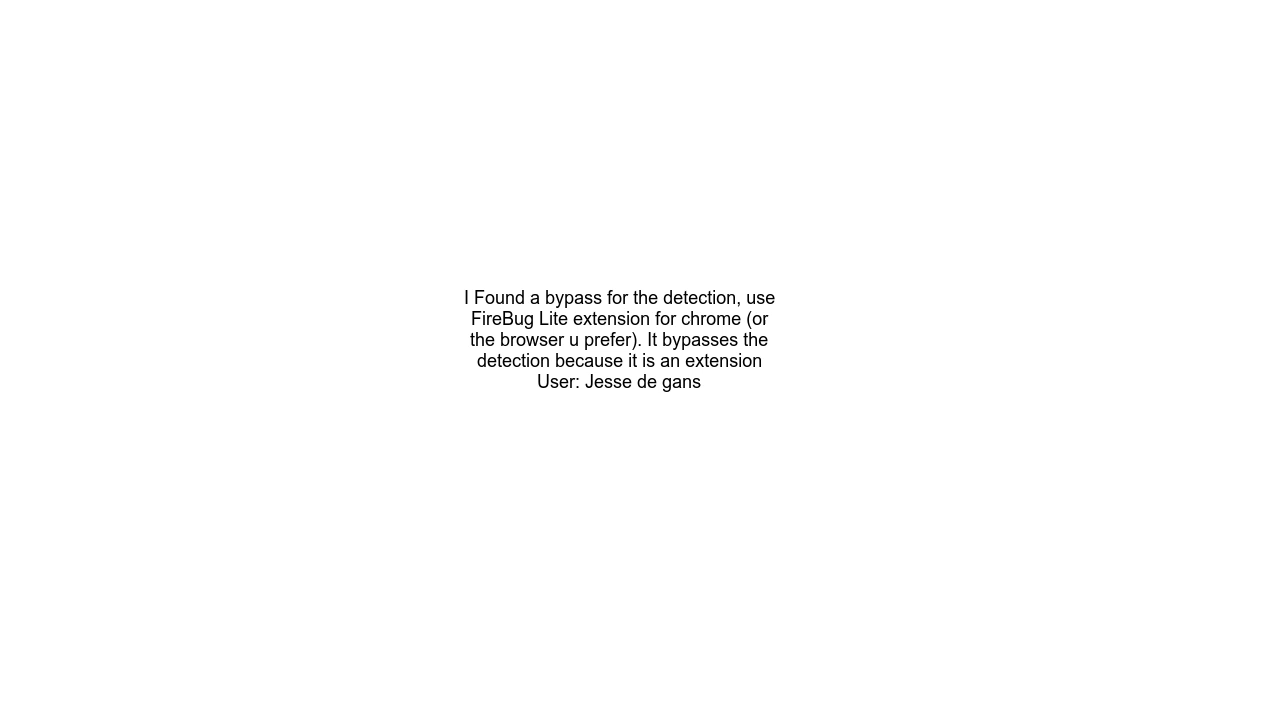 I Found a bypass for the detection, use
FireBug Lite extension for chrome (or
the browser u prefer). It bypasses the
detection because it is an extension
User: Jesse de gans